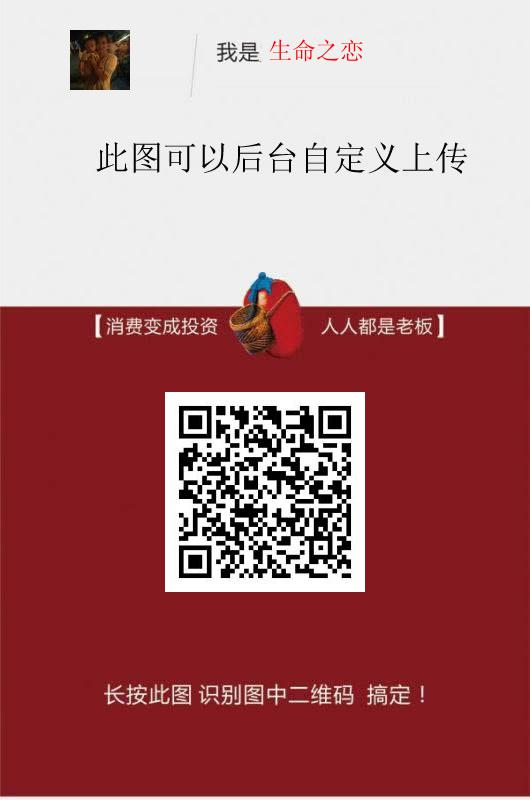 我是 生命之恋
此图可以后台自定义上传
【消费变成投资 人人都是老板】
长按此图 识别图中二维码 搞定！